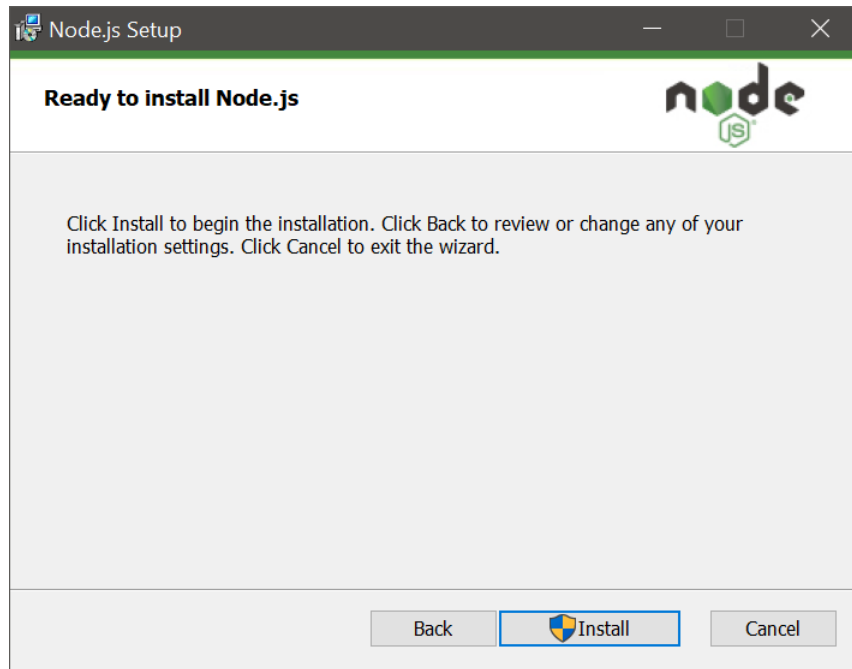 Node.js Setup
Ready to install Node.js
node
JS
Click Install to begin the installation. Click Back to review or change any of your
installation settings. Click Cancel to exit the wizard.
Back Install Cancel